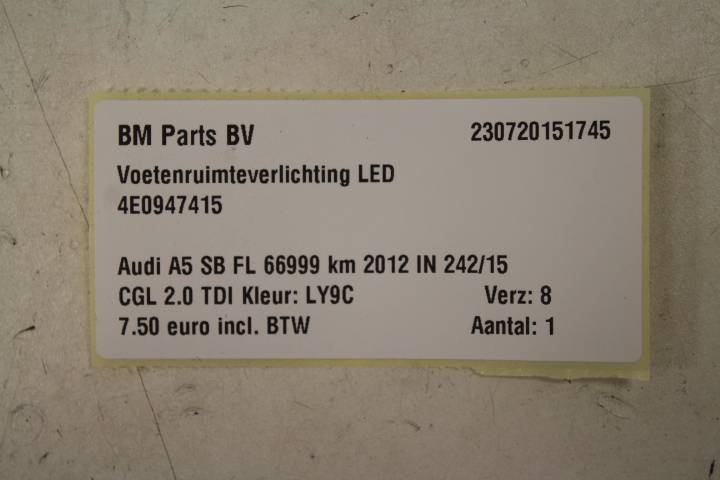 BM Parts BV 230720151745
Voetenruimteverlichting LED
4E0947415
Audi A5 SB FL 66999 km 2012 IN 242/15
CGL 2.0 TDI Kleur: LY9C Verz: 8
7.50 euro incl. BTW Aantal: 1